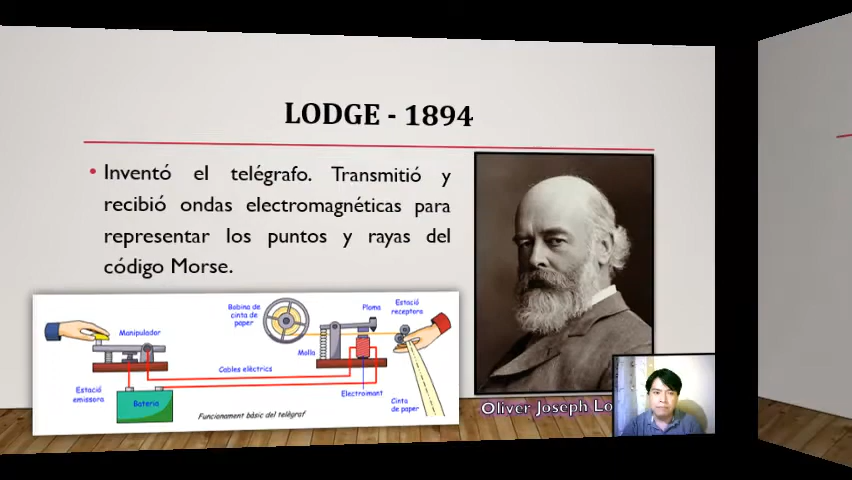 LODGE - 1894
• Inventó el telégrafo. Transmitió y
recibió ondas electromagnéticas para
representar los puntos y rayas del
código Morse.
Bobina de
cinta de
paper
Ploma
Estació
receptora
Manipulador
Molla
Cables elèctrics
Estació
emissora
Bateria
Electroimant
Cinta
de paper
Funcionament bàsic del telègraf
Oliver Joseph Lo